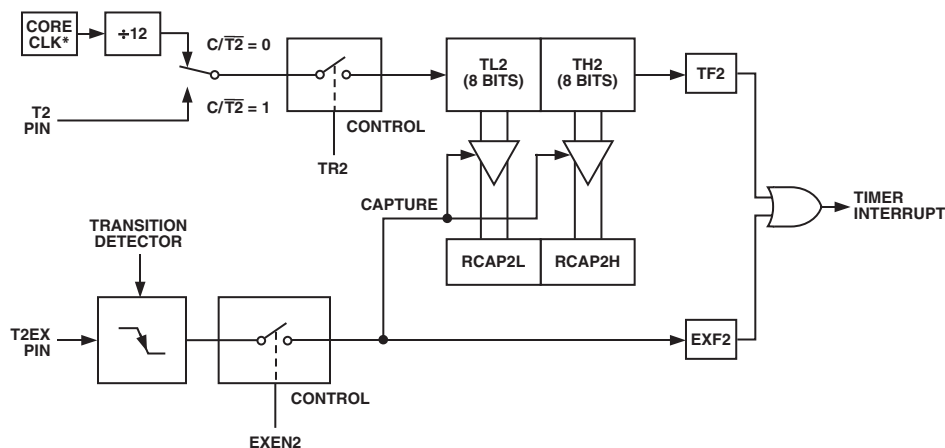 CORE
CLK*
÷12
C/T2 = 0
C/T2 = 1
T2
PIN
CONTROL
TR2
TL2
(8 BITS)
TH2
(8 BITS)
TF2
CAPTURE
TIMER
INTERRUPT
TRANSITION
DETECTOR
RCAP2L
RCAP2H
T2EX
PIN
EXF2
CONTROL
EXEN2